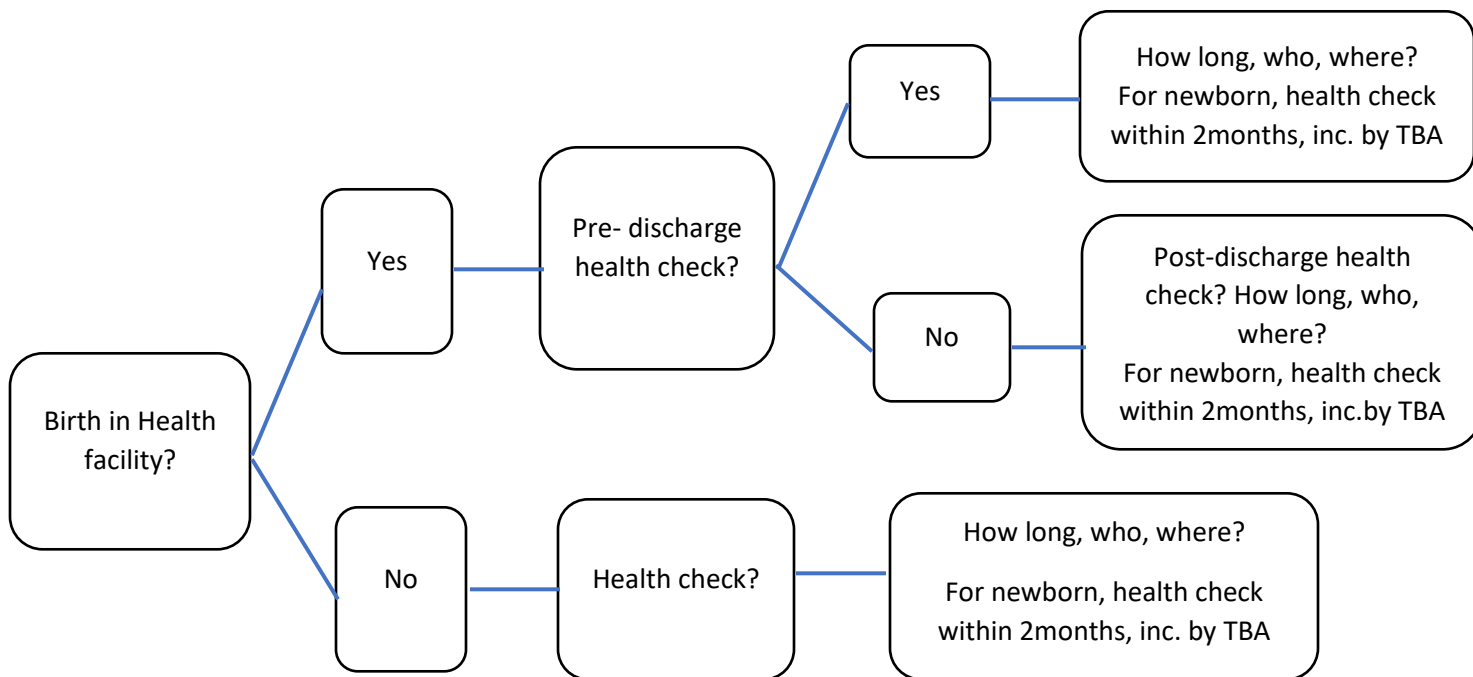 Birth in Health
facility?
Yes
Pre- discharge
health check?
Yes
How long, who, where?
For newborn, health check
within 2months, inc. by TBA
No
Post-discharge health
check? How long, who,
where?
For newborn, health check
within 2months, inc.by TBA
No
Health check?
How long, who, where?
For newborn, health check
within 2months, inc. by TBA